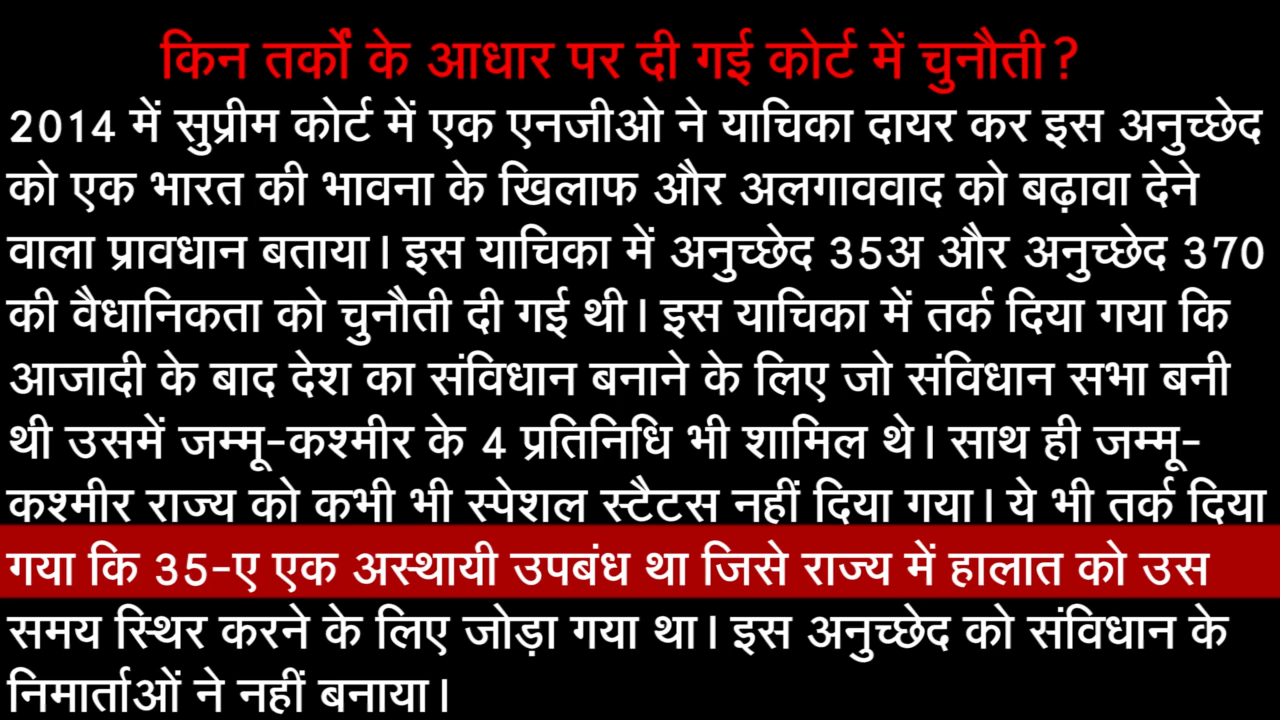 किन तर्कों के आधार पर दी गई कोर्ट में चुनौती?
2014 में सुप्रीम कोर्ट में एक एनजीओ ने याचिका दायर कर इस अनुच्छेद
को एक भारत की भावना के खिलाफ और अलगाववाद को बढ़ावा देने
वाला प्रावधान बताया। इस याचिका में अनुच्छेद 35अ और अनुच्छेद 370
की वैधानिकता को चुनौती दी गई थी। इस याचिका में तर्क दिया गया कि
आजादी के बाद देश का संविधान बनाने के लिए जो संविधान सभा बनी
थी उसमें जम्मू-कश्मीर के 4 प्रतिनिधि भी शामिल थे। साथ ही जम्मू-
कश्मीर राज्य को कभी भी स्पेशल स्टैटस नहीं दिया गया। ये भी तर्क दिया
गया कि 35-ए एक अस्थायी उपबंध था जिसे राज्य में हालात को उस
समय स्थिर करने के लिए जोड़ा गया था। इस अनुच्छेद को संविधान के
निमार्ताओं ने नहीं बनाया।